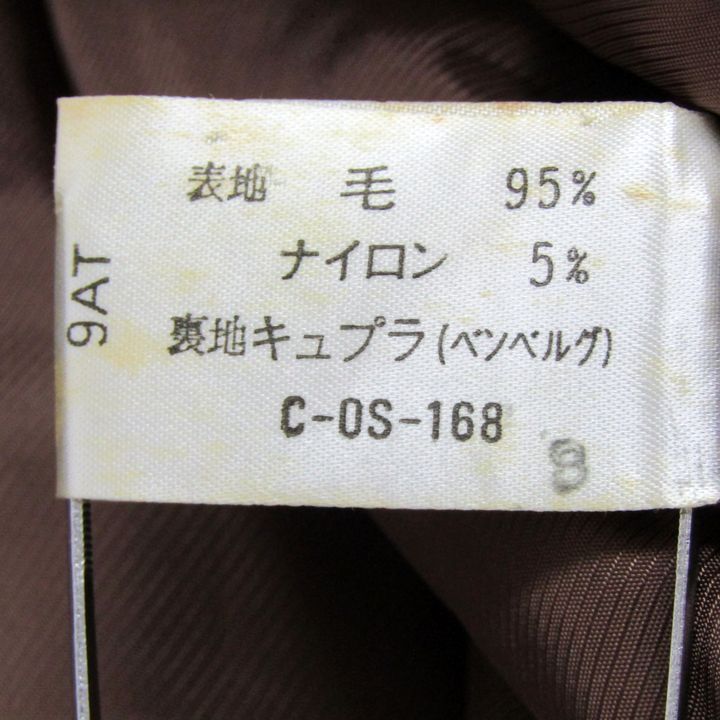 表地 毛 95%
ナイロン 5%
裏地キュプラ(ベンベルグ)
C-OS-168
8
9AT